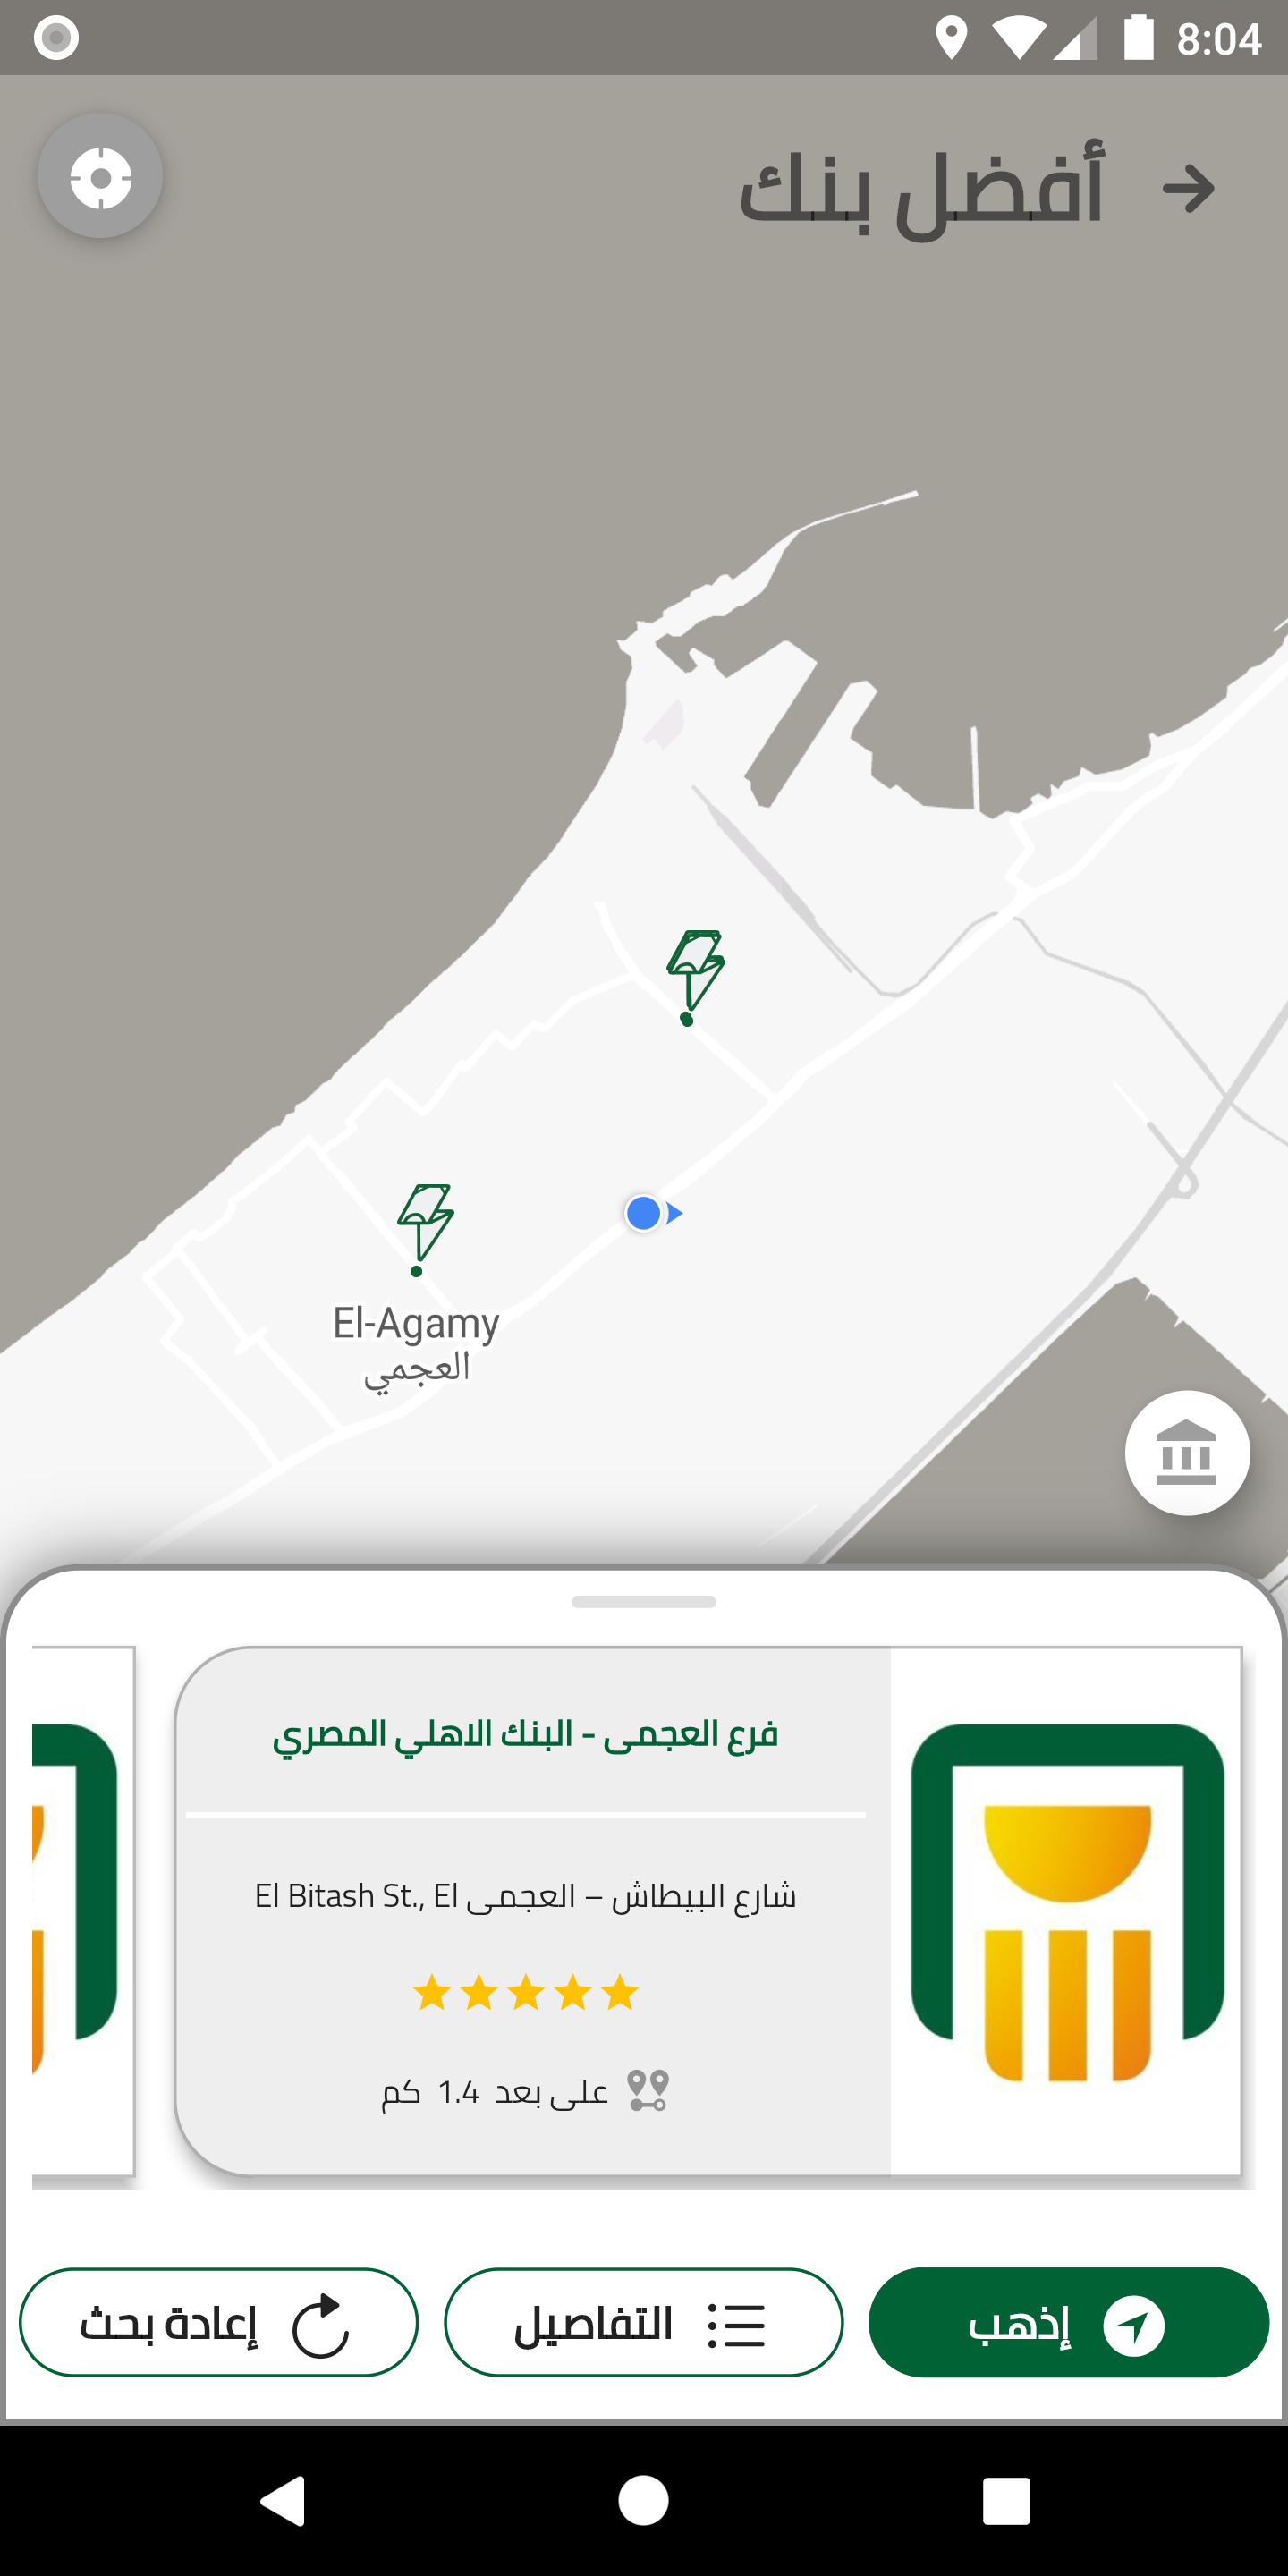 8:04
أفضل بنك
El-Agamy
العجمي
فرع العجمى - البنك الاهلي المصري
شارع البيطاش – العجمى El Bitash St., El
على بعد 1.4 كم
إذهب
التفاصيل
إعادة بحث